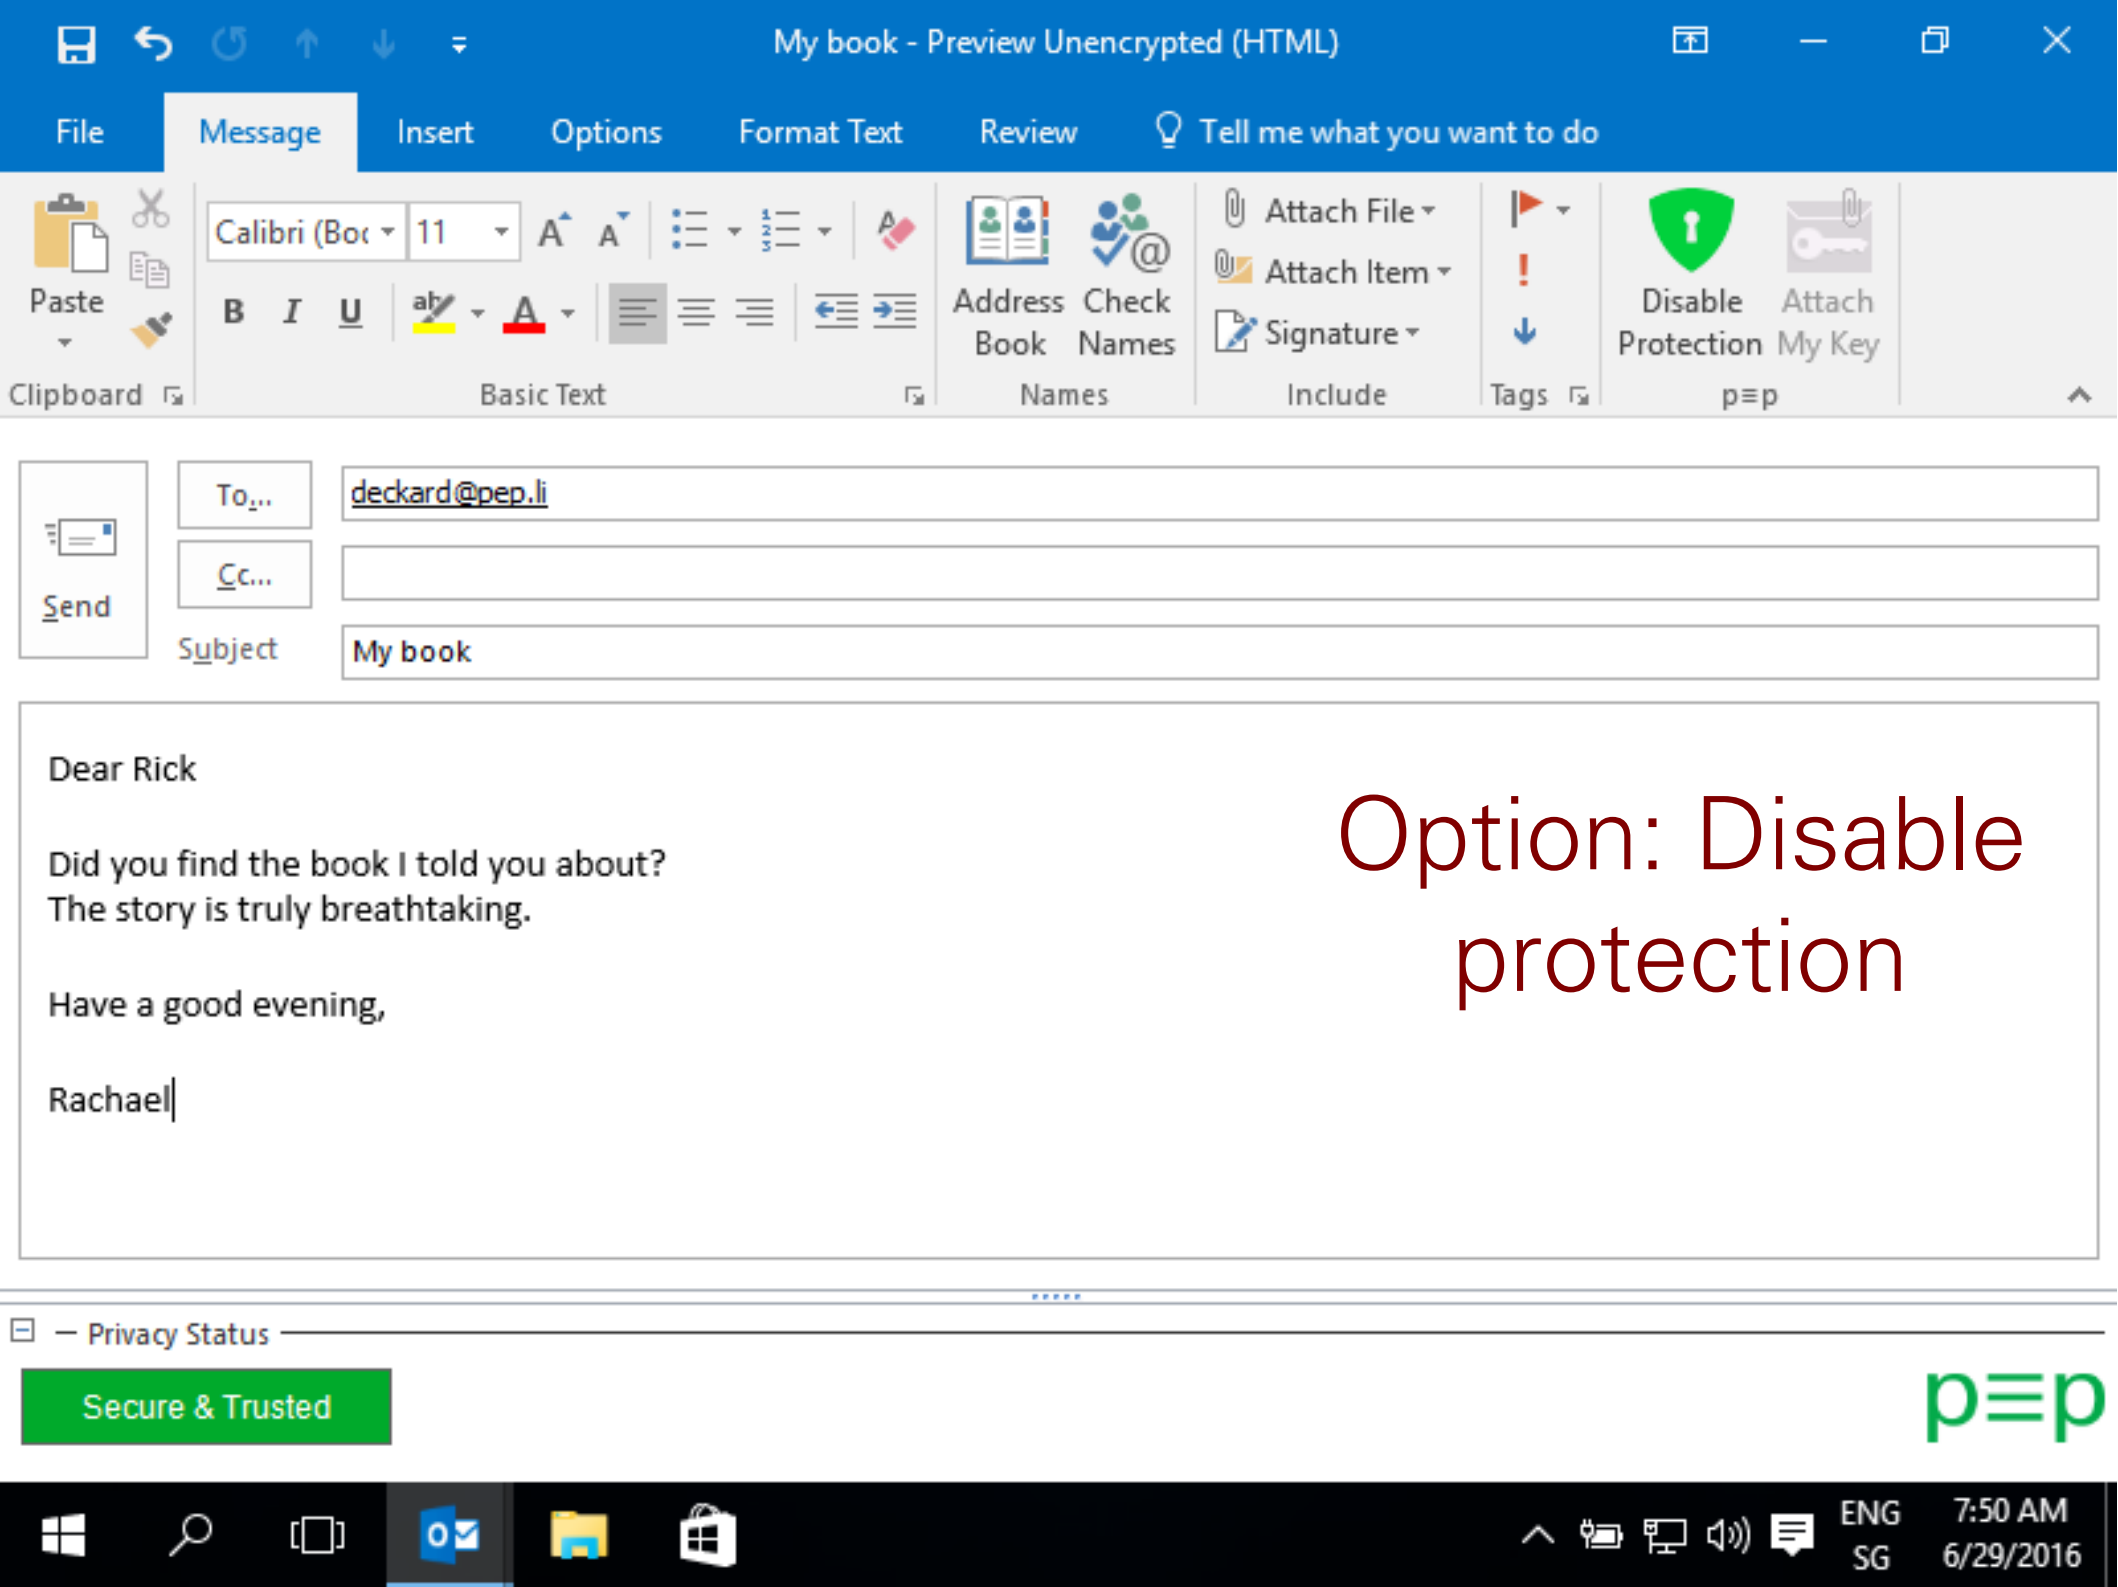 My book - Preview Unencrypted (HTML)
File Message Insert Options Format Text Review Tell me what you want to do
Calibri (Boc 11 A A
Attach File
Attach Item
Signature
Paste
B I U ab A
Address Book
Check Names
Disable Protection
Attach My Key
Clipboard Basic Text Names Include Tags p≡p
To... deckard@pep.li
Cc...
Send
Subject My book
Dear Rick
Did you find the book I told you about?
The story is truly breathtaking.
Have a good evening,
Rachael
Option: Disable
protection
Privacy Status
Secure & Trusted
p≡p
ENG 7:50 AM
SG 6/29/2016